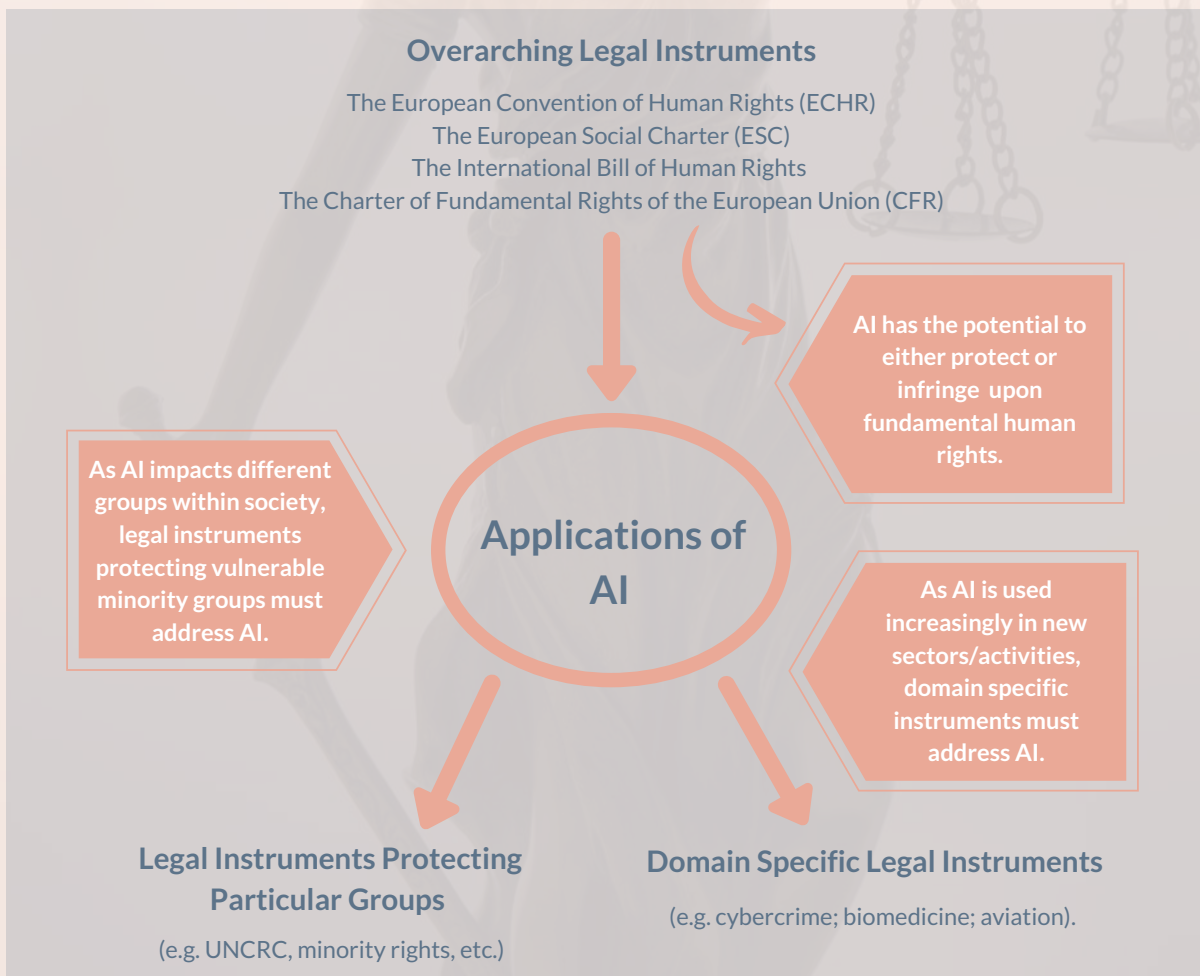 Overarching Legal Instruments
The European Convention of Human Rights (ECHR)
The European Social Charter (ESC)
The International Bill of Human Rights
The Charter of Fundamental Rights of the European Union (CFR)
AI has the potential to
either protect or
infringe upon
fundamental human
rights.
As AI impacts different
groups within society,
legal instruments
protecting vulnerable
minority groups must
address AI.
Applications of
AI
As AI is used
increasingly in new
sectors/activities,
domain specific
instruments must
address AI.
Legal Instruments Protecting
Particular Groups
(e.g. UNCRC, minority rights, etc.)
Domain Specific Legal Instruments
(e.g. cybercrime; biomedicine; aviation).